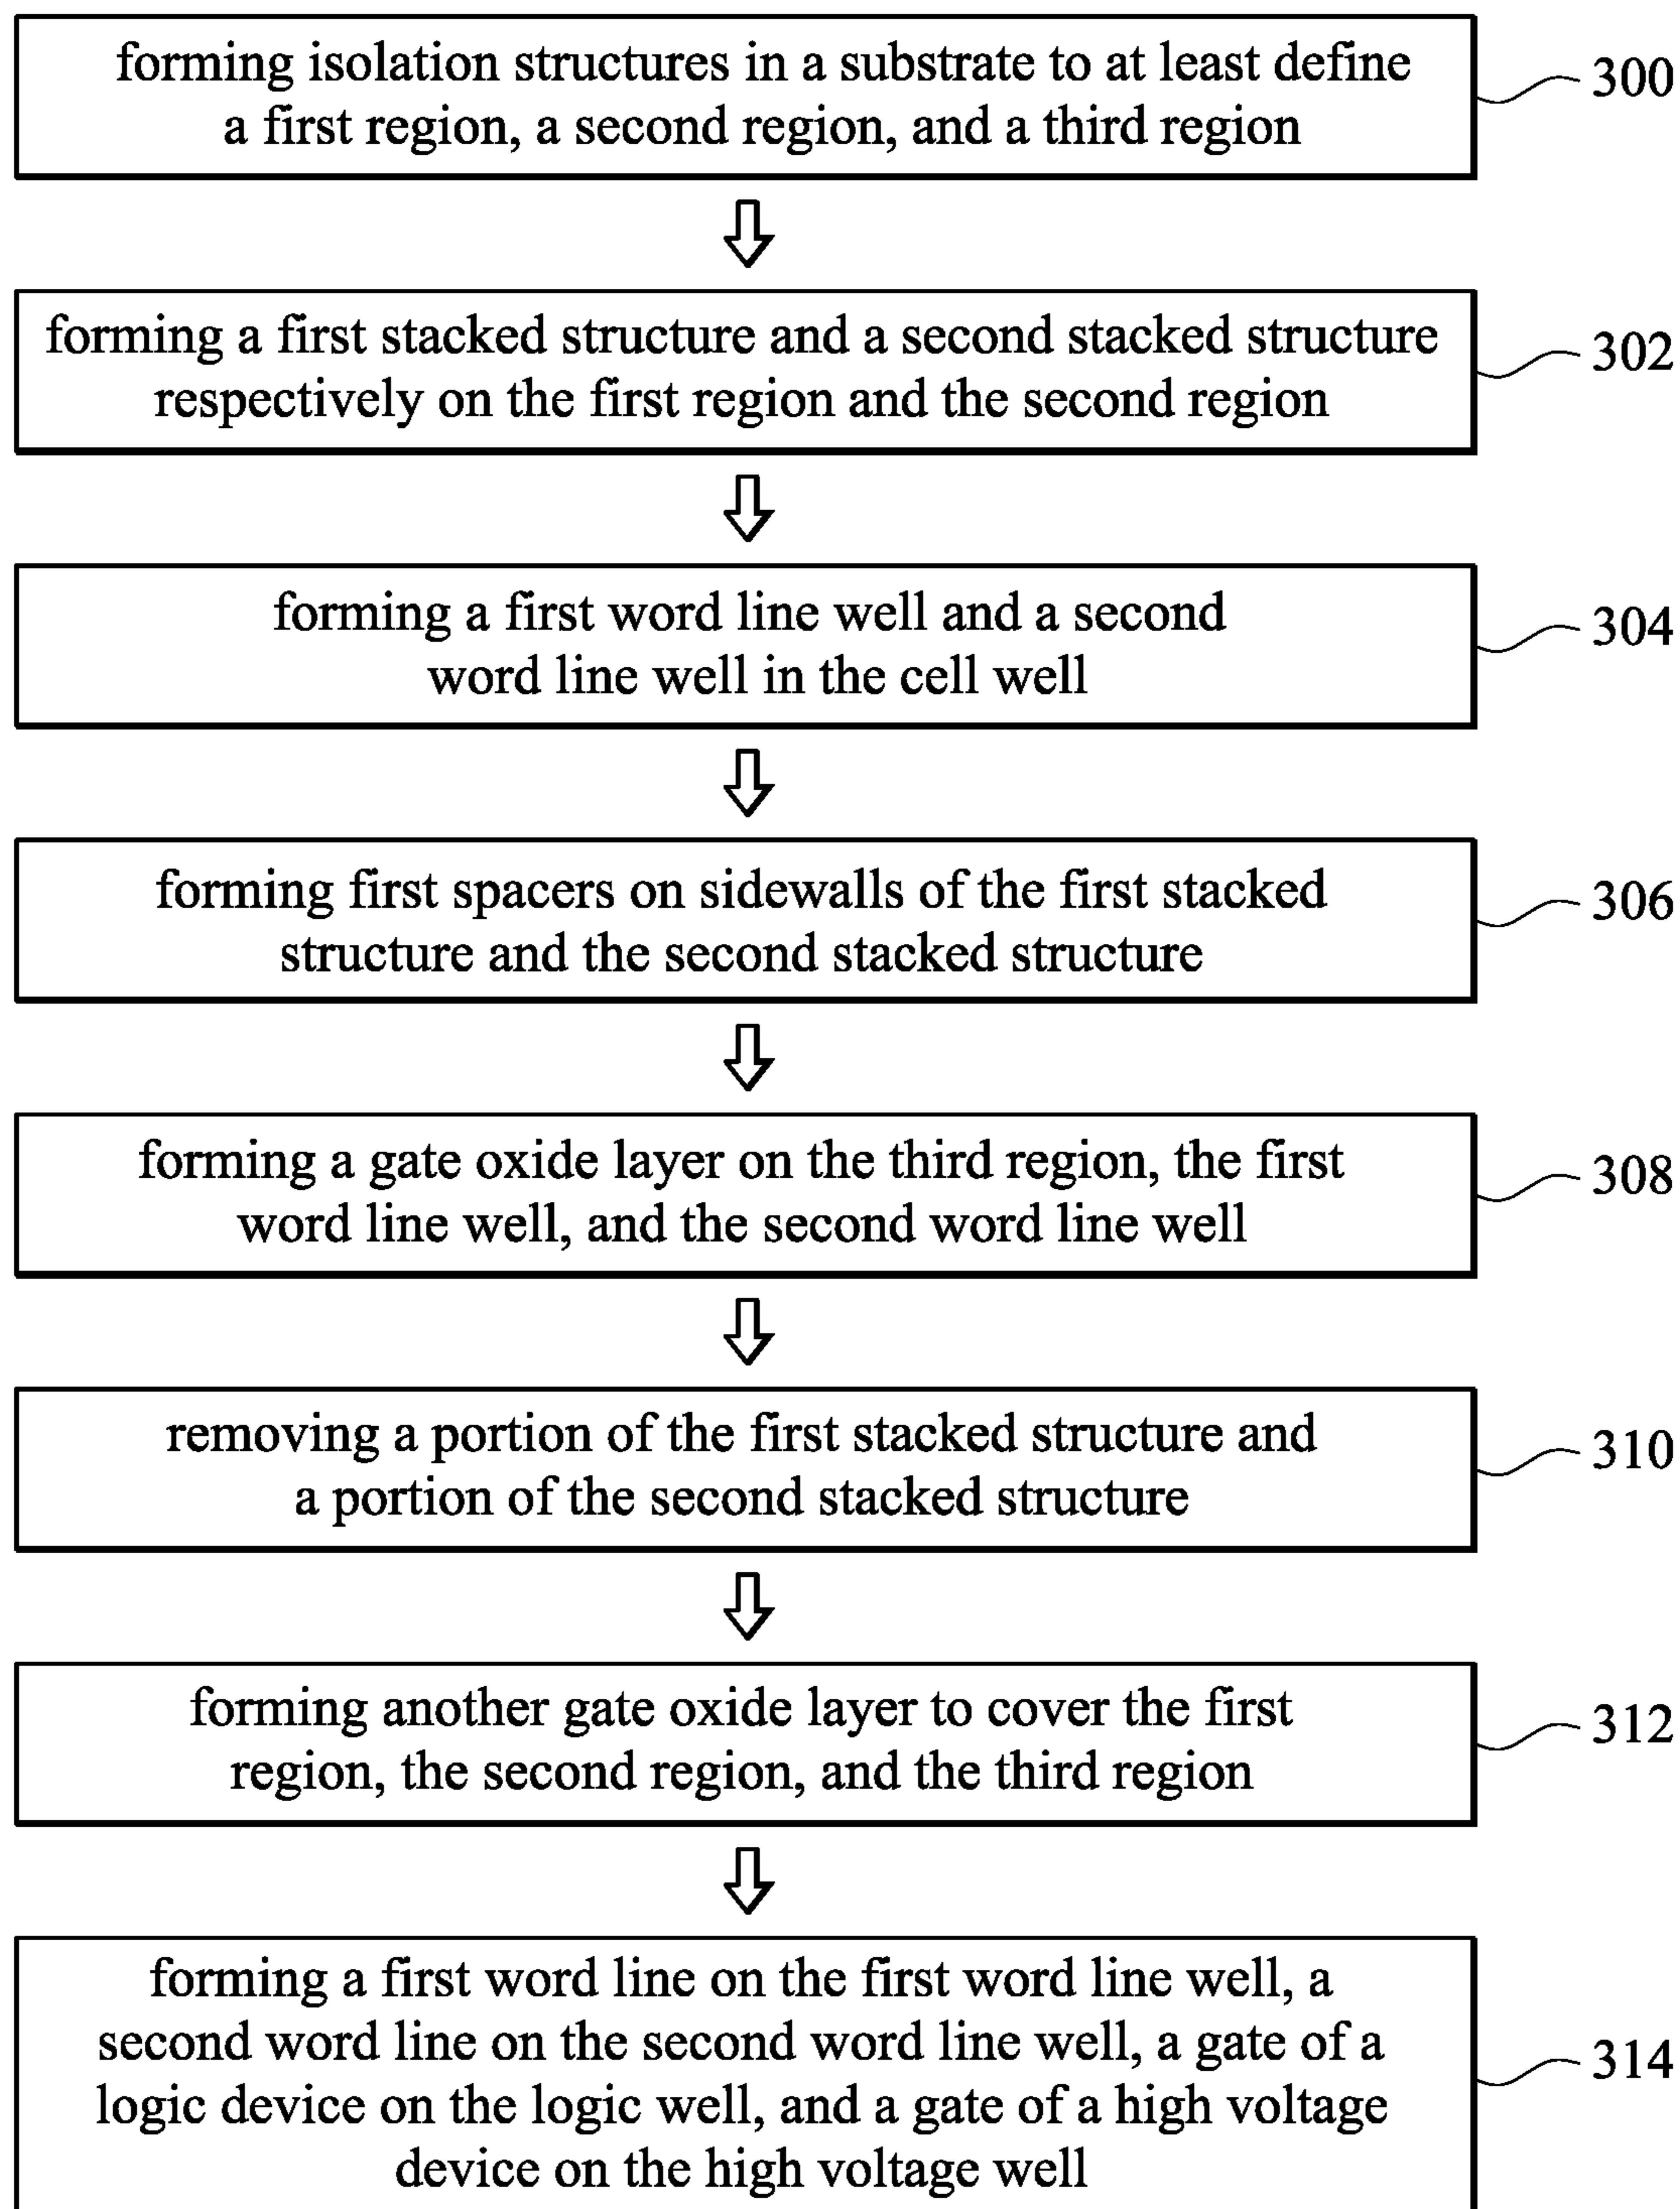 forming isolation structures in a substrate to at least define
a first region, a second region, and a third region
300
forming a first stacked structure and a second stacked structure
respectively on the first region and the second region
302
forming a first word line well and a second
word line well in the cell well
304
forming first spacers on sidewalls of the first stacked
structure and the second stacked structure
306
forming a gate oxide layer on the third region, the first
word line well, and the second word line well
308
removing a portion of the first stacked structure and
a portion of the second stacked structure
310
forming another gate oxide layer to cover the first
region, the second region, and the third region
312
forming a first word line on the first word line well, a
second word line on the second word line well, a gate of a
logic device on the logic well, and a gate of a high voltage
device on the high voltage well
314